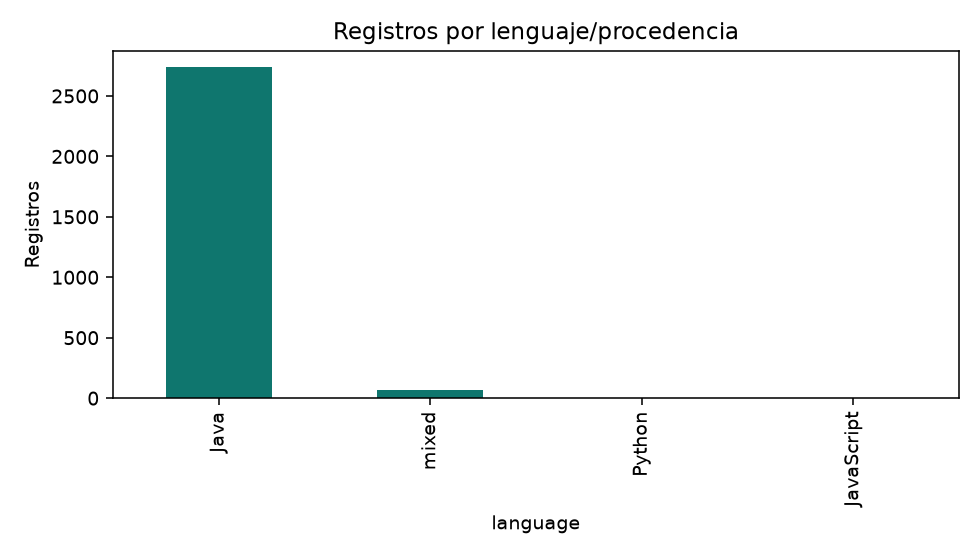 Registros por lenguaje/procedencia
Registros
2500
2000
1500
1000
500
0
Java
mixed
Python
JavaScript
language